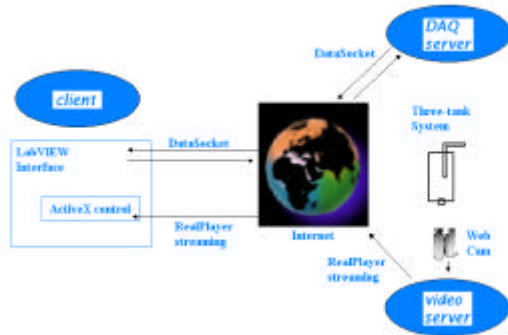 DAQ
server
DataSocket
client
Three-tank
System
DataSocket
LabVIEW
Interface
ActiveX control
RealPlayer
streaming
Internet
Web
Cam
RealPlayer
streaming
video
server